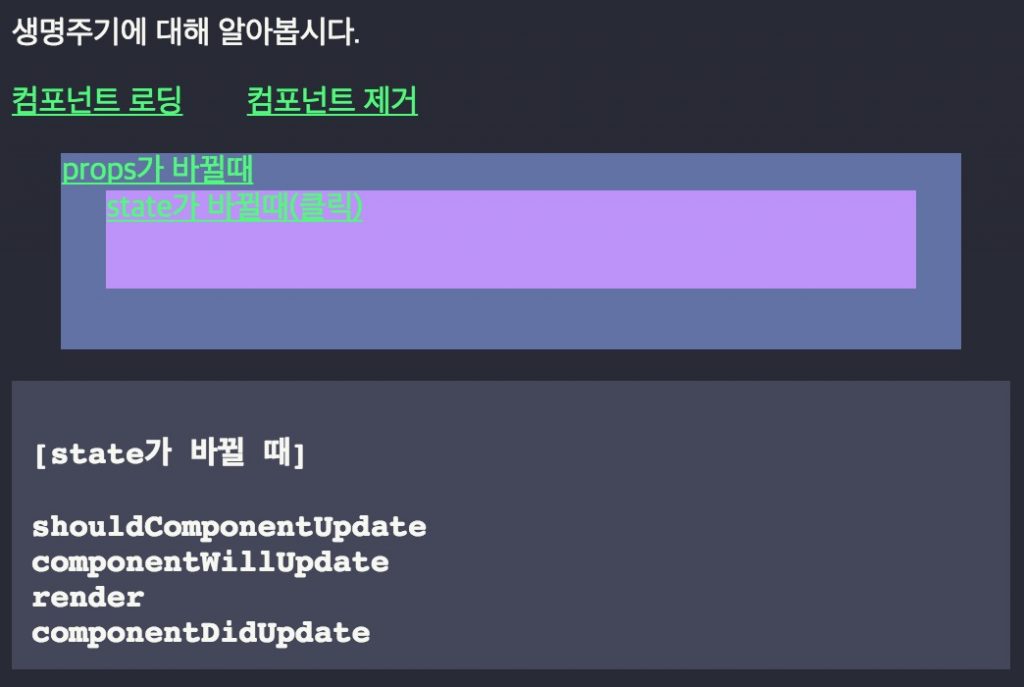 생명주기에 대해 알아봅시다.
컴포넌트 로딩 컴포넌트 제거
props가 바뀔때
state가 바뀔때(클릭)
[state가 바뀔 때]
shouldComponentUpdate
componentWillUpdate
render
componentDidUpdate